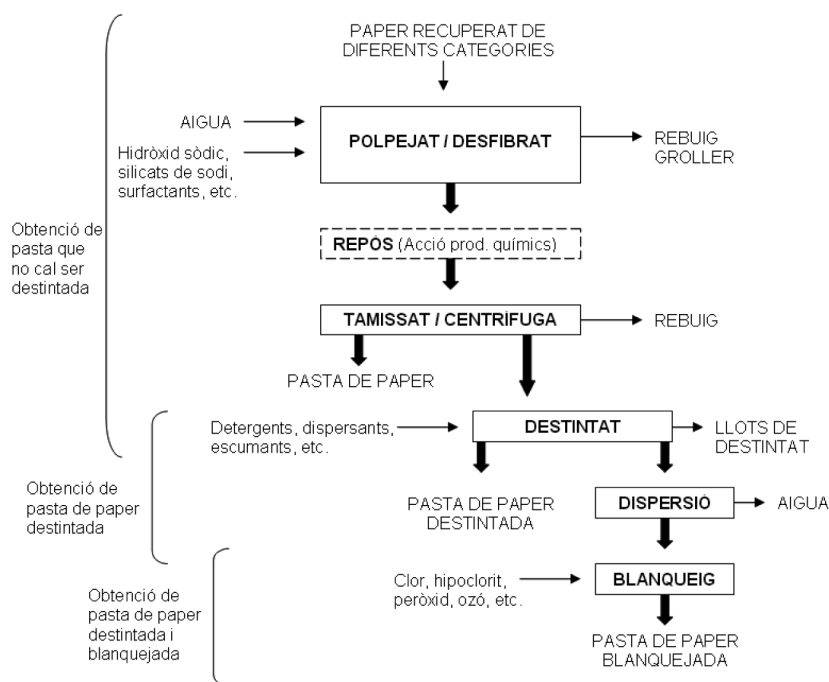 PAPER RECUPERAT DE
DIFERENTS CATEGORIES
AIGUA
Hidròxid sòdic,
silicats de sodi,
surfactants, etc.
POLPEJAT / DESFIBRAT
REBUIG
GROLLER
Obtenció de
pasta que
no cal ser
destintada
REPÒS (Acció prod. químics)
TAMISSAT / CENTRÍFUGA
REBUIG
PASTA DE PAPER
Detergents, dispersants,
escumants, etc.
DESTINTAT
LLOTS DE
DESTINTAT
Obtenció de
pasta de paper
destintada
PASTA DE PAPER
DESTINTADA
DISPERSIÓ
AIGUA
Clor, hipoclorit,
peròxid, ozó, etc.
BLANQUEIG
Obtenció de
pasta de paper
destintada i
blanquejada
PASTA DE PAPER
BLANQUEJADA